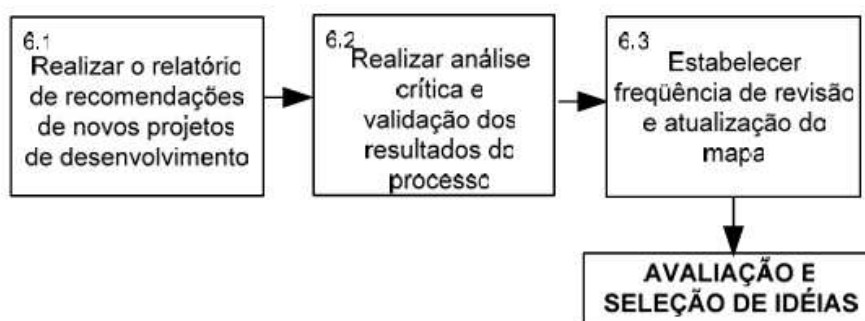 6.1
Realizar o relatório
de recomendações
de novos projetos
de desenvolvimento
6.2
Realizar análise
crítica e
validação dos
resultados do
processo
6.3
Estabelecer
freqüência de revisão
e atualização do
mapa
AVALIAÇÃO E
SELEÇÃO DE IDÉIAS